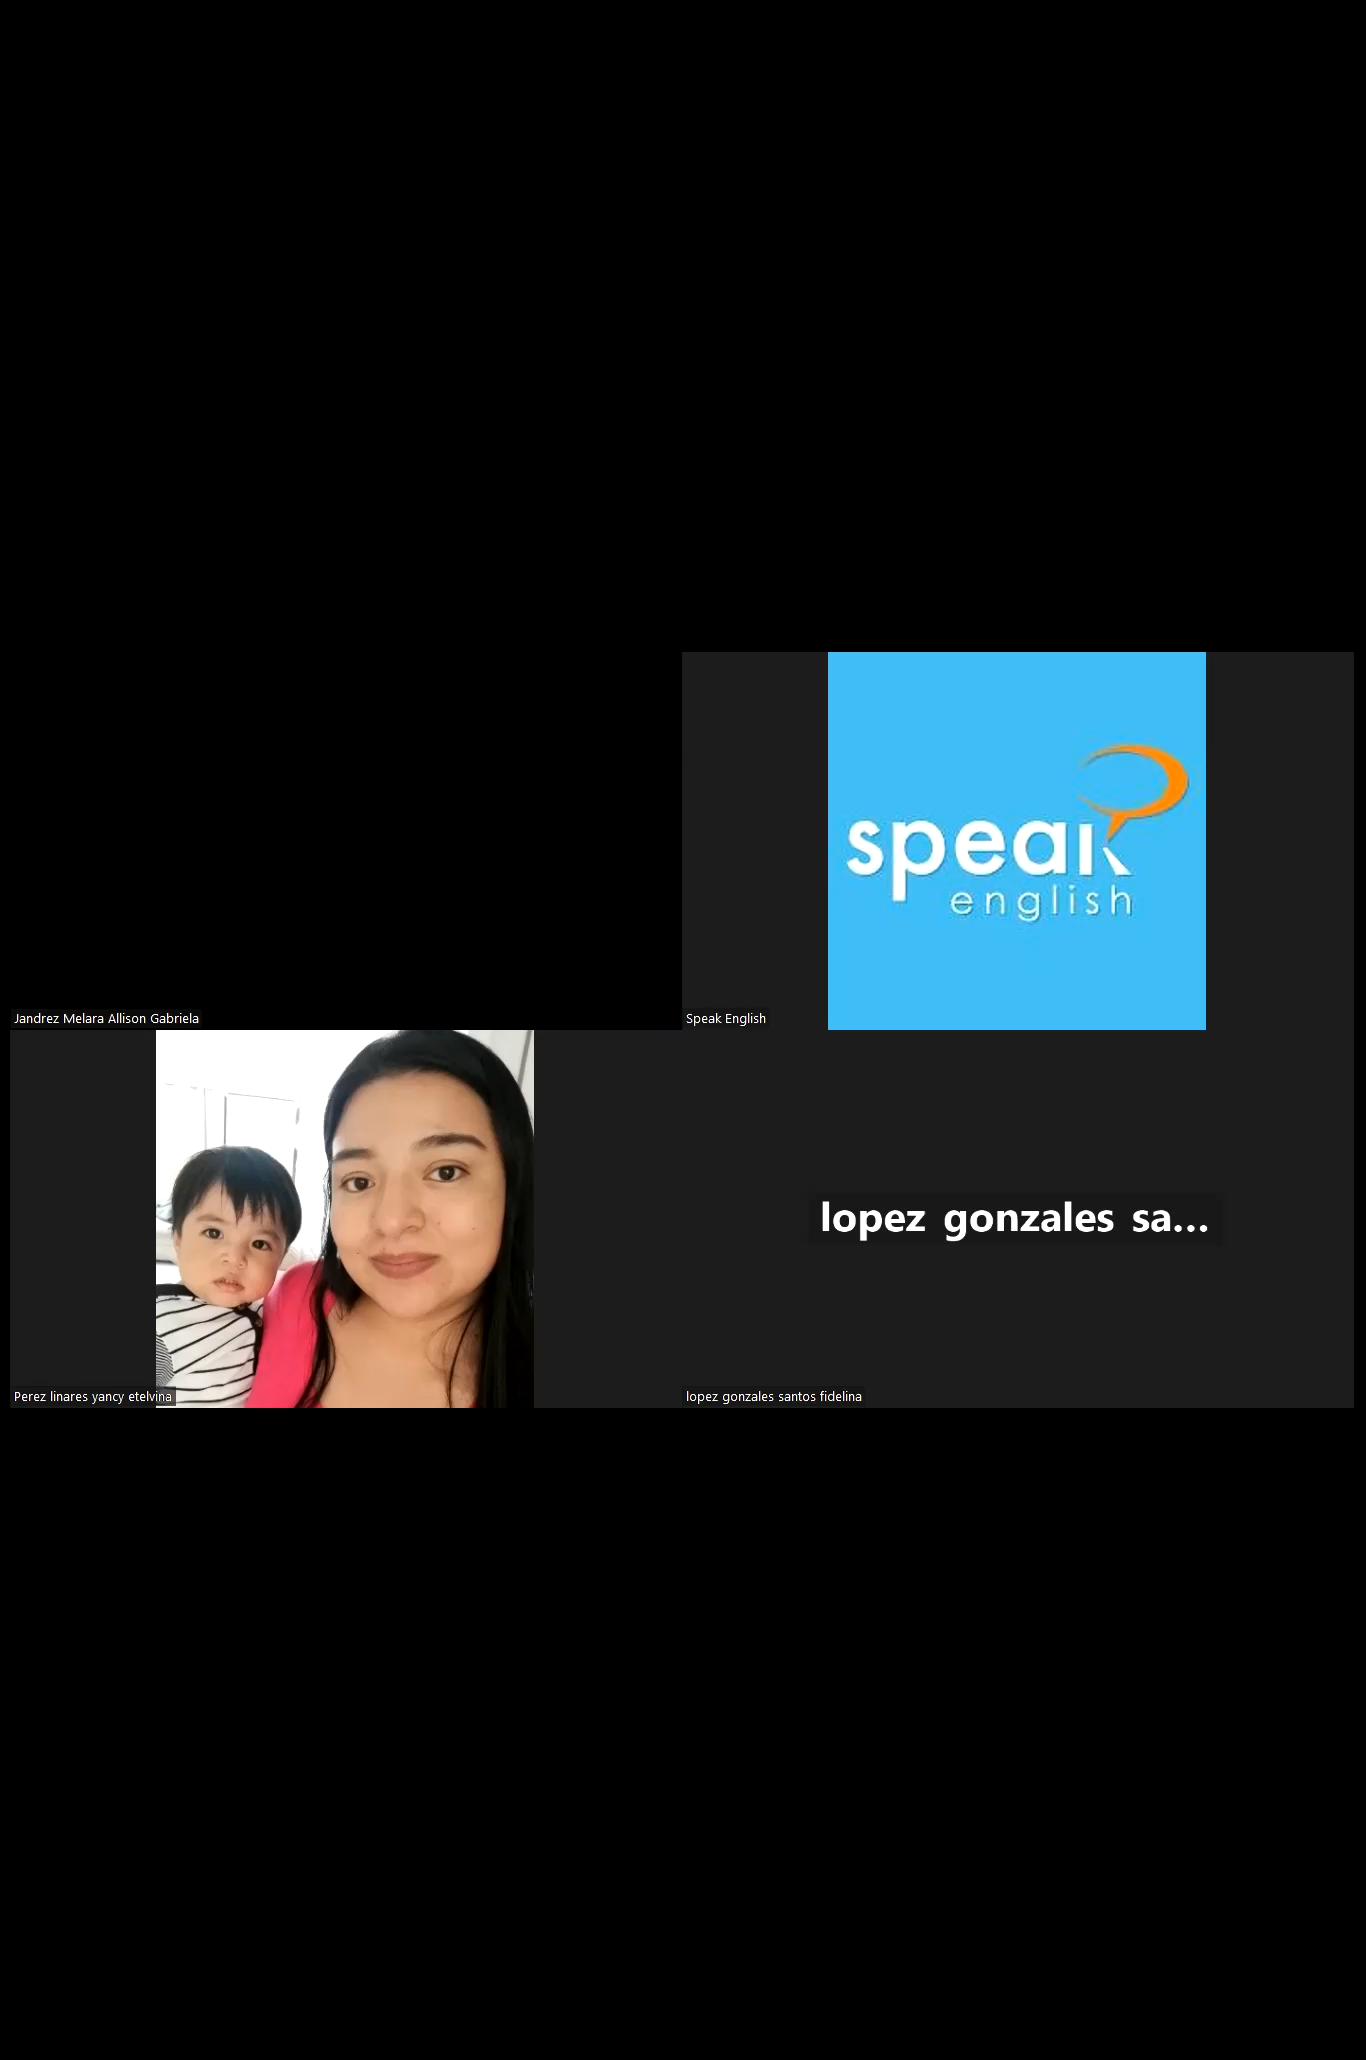 speak
english
Jandrez Melara Allison Gabriela
Speak English
lopez gonzales sa...
Perez linares yancy etelvina
lopez gonzales santos fidelina